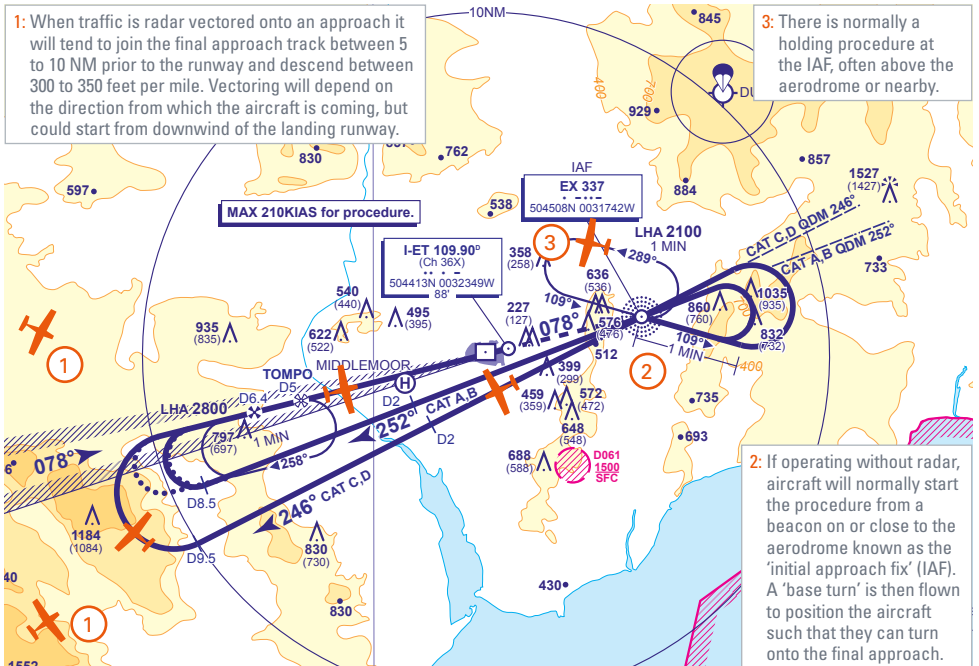 1: When traffic is radar vectored onto an approach it
will tend to join the final approach track between 5
to 10 NM prior to the runway and descend between
300 to 350 feet per mile. Vectoring will depend on
the direction from which the aircraft is coming, but
could start from downwind of the landing runway.
10NM
845
3: There is normally a
holding procedure at
the IAF, often above the
aerodrome or nearby.
400
700
929
830
762
857
597
884
1527
(1427)
538
IAF
EX 337
504508N 0031742W
MAX 210KIAS for procedure.
CAT C,D QDM 246°
CAT A,B QDM 252°
733
I-ET 109.90D
(Ch 36X)
504413N 0032349W
88'
3
358
(258)
LHA 2100
1 MIN
289°
109°
636
(536)
540
(440)
495
(395)
227
(127)
078°
576
(476)
860
(760)
1035
(935)
832
(732)
935
(835)
622
(522)
512
109°
1 MIN
400
1
MIDDLEMOOR
TOMPO
D5
H
D2
399
(299)
2
LHA 2800
D6.4
459
(359)
572
(472)
735
797
(697)
1 MIN
252°
CAT A,B
D2
648
(548)
693
078°
258°
688
(588)
D061
1500
SFC
D8.5
246° CAT C,D
1184
(1084)
D9.5
830
(730)
2: If operating without radar,
aircraft will normally start
the procedure from a
beacon on or close to the
aerodrome known as the
‘initial approach fix’ (IAF).
A ‘base turn’ is then flown
to position the aircraft
such that they can turn
onto the final approach.
40
430
830
1